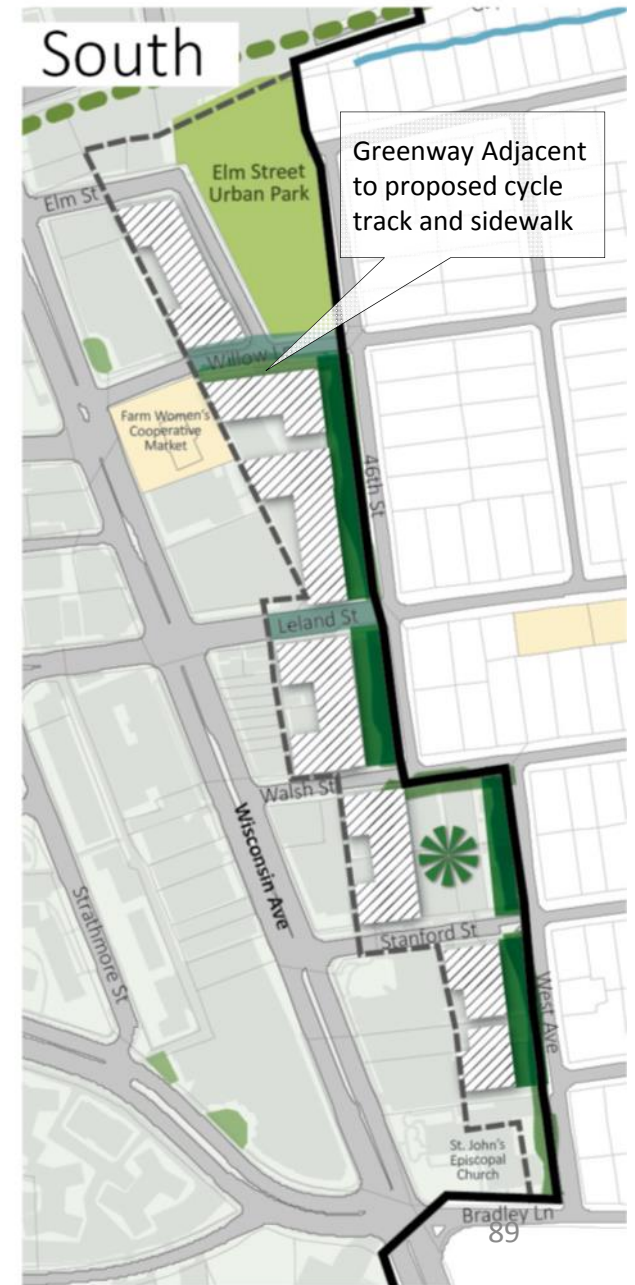 South
Greenway Adjacent
to proposed cycle
track and sidewalk
Elm Street
Urban Park
Elm St
Willow
Farm Women's
Cooperative
Market
46th St
Leland St
Walsh St
Wisconsin Ave
Strathmore St
Stanford St
West Ave
St. John's
Episcopal
Church
Bradley Ln
89